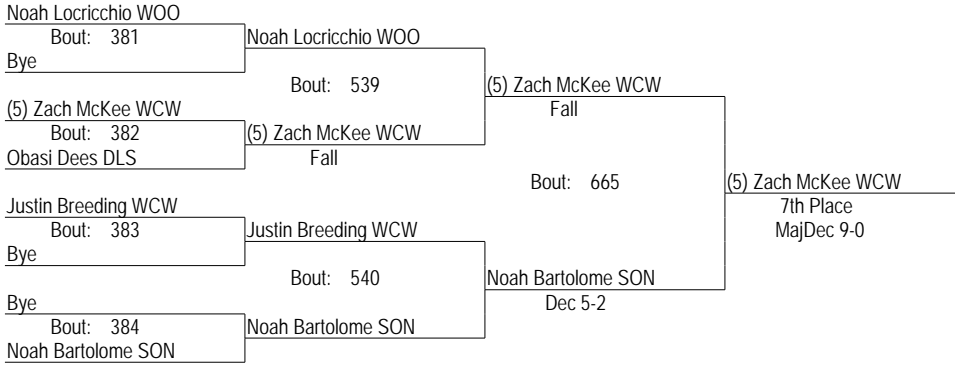 Noah Locricchio WOO
Bout: 381
Bye
Noah Locricchio WOO
Bout: 539
(5) Zach McKee WCW
Bout: 382
Obasi Dees DLS
(5) Zach McKee WCW
Fall
(5) Zach McKee WCW
Fall
Bout: 665
Justin Breeding WCW
Bout: 383
Bye
Justin Breeding WCW
Bout: 540
Bye
Bout: 384
Noah Bartolome SON
Noah Bartolome SON
Noah Bartolome SON
Dec 5-2
(5) Zach McKee WCW
7th Place
MajDec 9-0